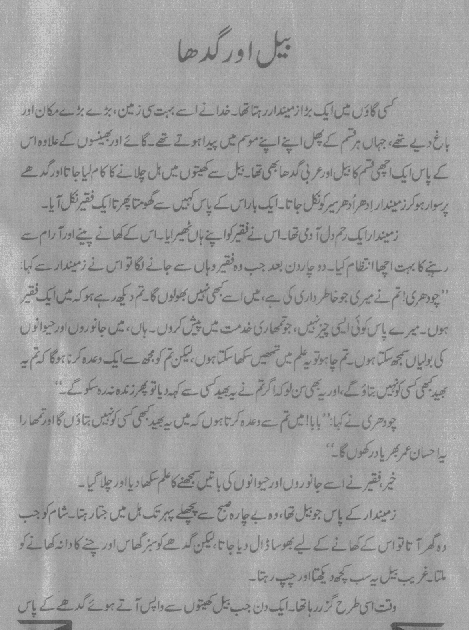 بیل اور گدھا
کسی گاؤں میں ایک بڑا زمیندار رہتا تھا۔ خدا نے اسے بہت سی زمین، بڑے بڑے مکان اور
باغ دیے تھے، جہاں ہر قسم کے پھل اپنے اپنے موسم میں پیدا ہوتے تھے۔ گائے اور بھینسوں کے علاوہ اس
کے پاس ایک اچھی قسم کا بیل اور عربی گدھا بھی تھا۔ بیل سے کھیتوں میں ہل چلانے کا کام لیا جاتا اور گدھے
پر سوار ہو کر زمیندار اِدھر اُدھر سیر کو نکل جاتا۔ ایک بار اس کے پاس کہیں سے گھومتا پھرتا ایک فقیر نکل آیا۔
زمیندار ایک رحم دل آدمی تھا۔ اس نے فقیر کو اپنے ہاں ٹھیرایا۔ اس کے کھانے پینے اور آرام سے
رہنے کا بہت اچھا انتظام کیا۔ دو چار دن بعد جب وہ فقیر وہاں سے جانے لگا تو اس نے زمیندار سے کہا:
”چودھری! تم نے میری جو خاطرداری کی ہے، میں اسے کبھی نہیں بھولوں گا۔ تم دیکھ رہے ہو کہ میں ایک فقیر
ہوں۔ میرے پاس کوئی ایسی چیز نہیں، جو تمھاری خدمت میں پیش کروں۔ ہاں، میں جانوروں اور حیوانوں
کی بولیاں سمجھ سکتا ہوں۔ تم چاہو تو یہ علم میں تمھیں سکھا سکتا ہوں، لیکن تم کو مجھ سے ایک وعدہ کرنا ہوگا کہ تم یہ
بھید کبھی کسی کو نہیں بتاؤ گے، اور یہ بھی سن لو کہ اگر تم نے یہ بھید کسی سے کہہ دیا تو پھر زندہ نہ رہ سکو گے۔“
چودھری نے کہا: ”بابا! میں تم سے وعدہ کرتا ہوں کہ میں یہ بھید کبھی کسی کو نہیں بتاؤں گا اور تمھارا
یہ احسان عمر بھر یاد رکھوں گا۔“
خیر، فقیر نے اسے جانوروں اور حیوانوں کی باتیں سمجھنے کا علم سکھا دیا اور چلا گیا۔
زمیندار کے پاس جو بیل تھا، وہ بے چارہ صبح سے پچھلے پہر تک ہل میں جتا رہتا۔ شام کو جب
وہ گھر آتا تو اس کے کھانے کے لیے بھوسا ڈال دیا جاتا، لیکن گدھے کو سبز گھاس اور چنے کا دانہ کھانے کو
ملتا۔ غریب بیل یہ سب کچھ دیکھتا اور چپ رہتا۔
وقت اسی طرح گزر رہا تھا۔ ایک دن جب بیل کھیتوں سے واپس آتے ہوئے گدھے کے پاس